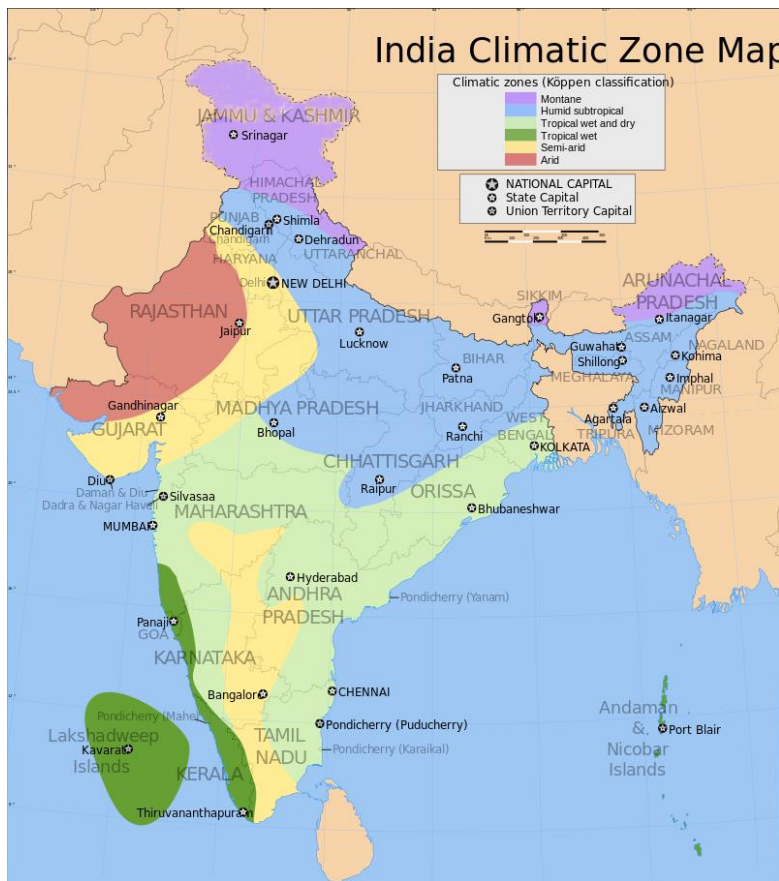 India Climatic Zone Map
Climatic zones (Köppen classification)
Montane
Humid subtropical
Tropical wet and dry
Tropical wet
Semi-arid
Arid
NATIONAL CAPITAL
State Capital
Union Territory Capital
JAMMU & KASHMIR
Srinagar
HIMACHAL
PRADESH
PUNJAB
Shimla
Chandigarh
Chandigarh
Dehradun
UTTARANCHAL
HARYANA
Delhi
NEW DELHI
ARUNACHAL
PRADESH
SIKKIM
Gangtok
Itanagar
RAJASTHAN
Jaipur
UTTAR PRADESH
Lucknow
ASSAM
NAGALAND
Guwahati
Shillong
Kohima
BIHAR
Patna
MEGHALAYA
Imphal
MANIPUR
Gandhinagar
GUJARAT
MADHYA PRADESH
Bhopal
JHARKHAND
Ranchi
WEST
BENGAL
KOLKATA
Agartala
TRIPURA
Aizwal
MIZORAM
CHHATTISGARH
Raipur
ORISSA
Bhubaneshwar
Diu
Daman & Diu
Dadra & Nagar Haveli
Silvasaa
MAHARASHTRA
MUMBAI
Hyderabad
ANDHRA
PRADESH
Pondicherry (Yanam)
Panaji
GOA
KARNATAKA
Bangalor
CHENNAI
Pondicherry (Mahe)
Pondicherry (Puducherry)
Pondicherry (Karaikal)
TAMIL
NADU
Lakshadweep
Kavarati
Islands
KERALA
Thiruvananthapuram
Andaman
&
Nicobar
Islands
Port Blair